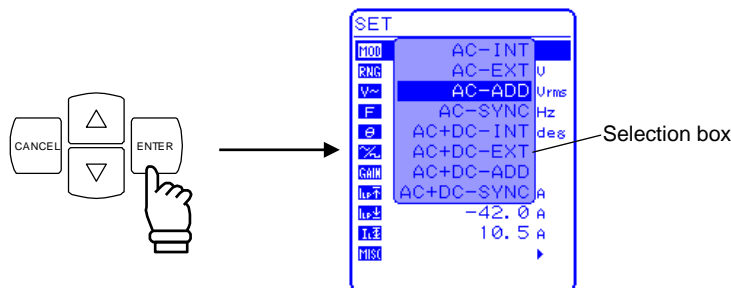 CANCEL
ENTER
SET
MOD AC-INT
RNG AC-EXT V
V~ AC-ADD Vrms
F AC-SYNC Hz
θ AC+DC-INT deg
AC+DC-EXT
GAIN AC+DC-ADD
AC+DC-SYNC A
-42.0 A
10.5 A
MISC
Selection box